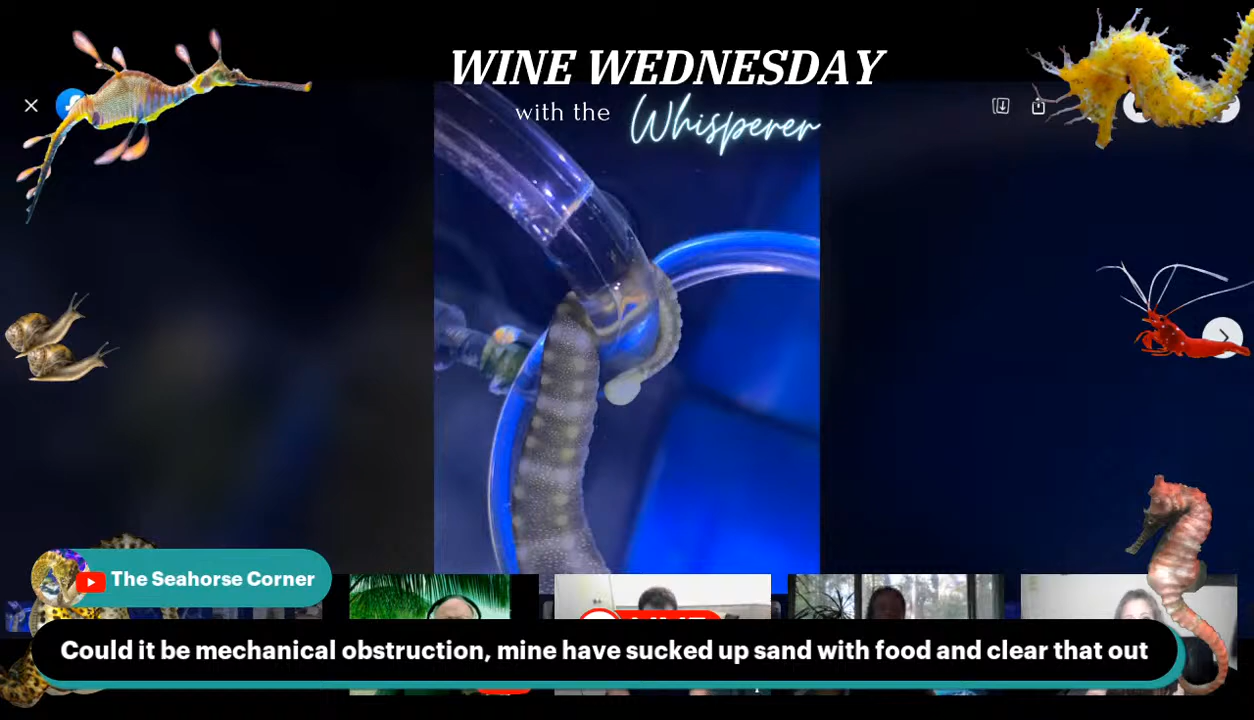 WINE WEDNESDAY
with the Whisperer
The Seahorse Corner
Could it be mechanical obstruction, mine have sucked up sand with food and clear that out